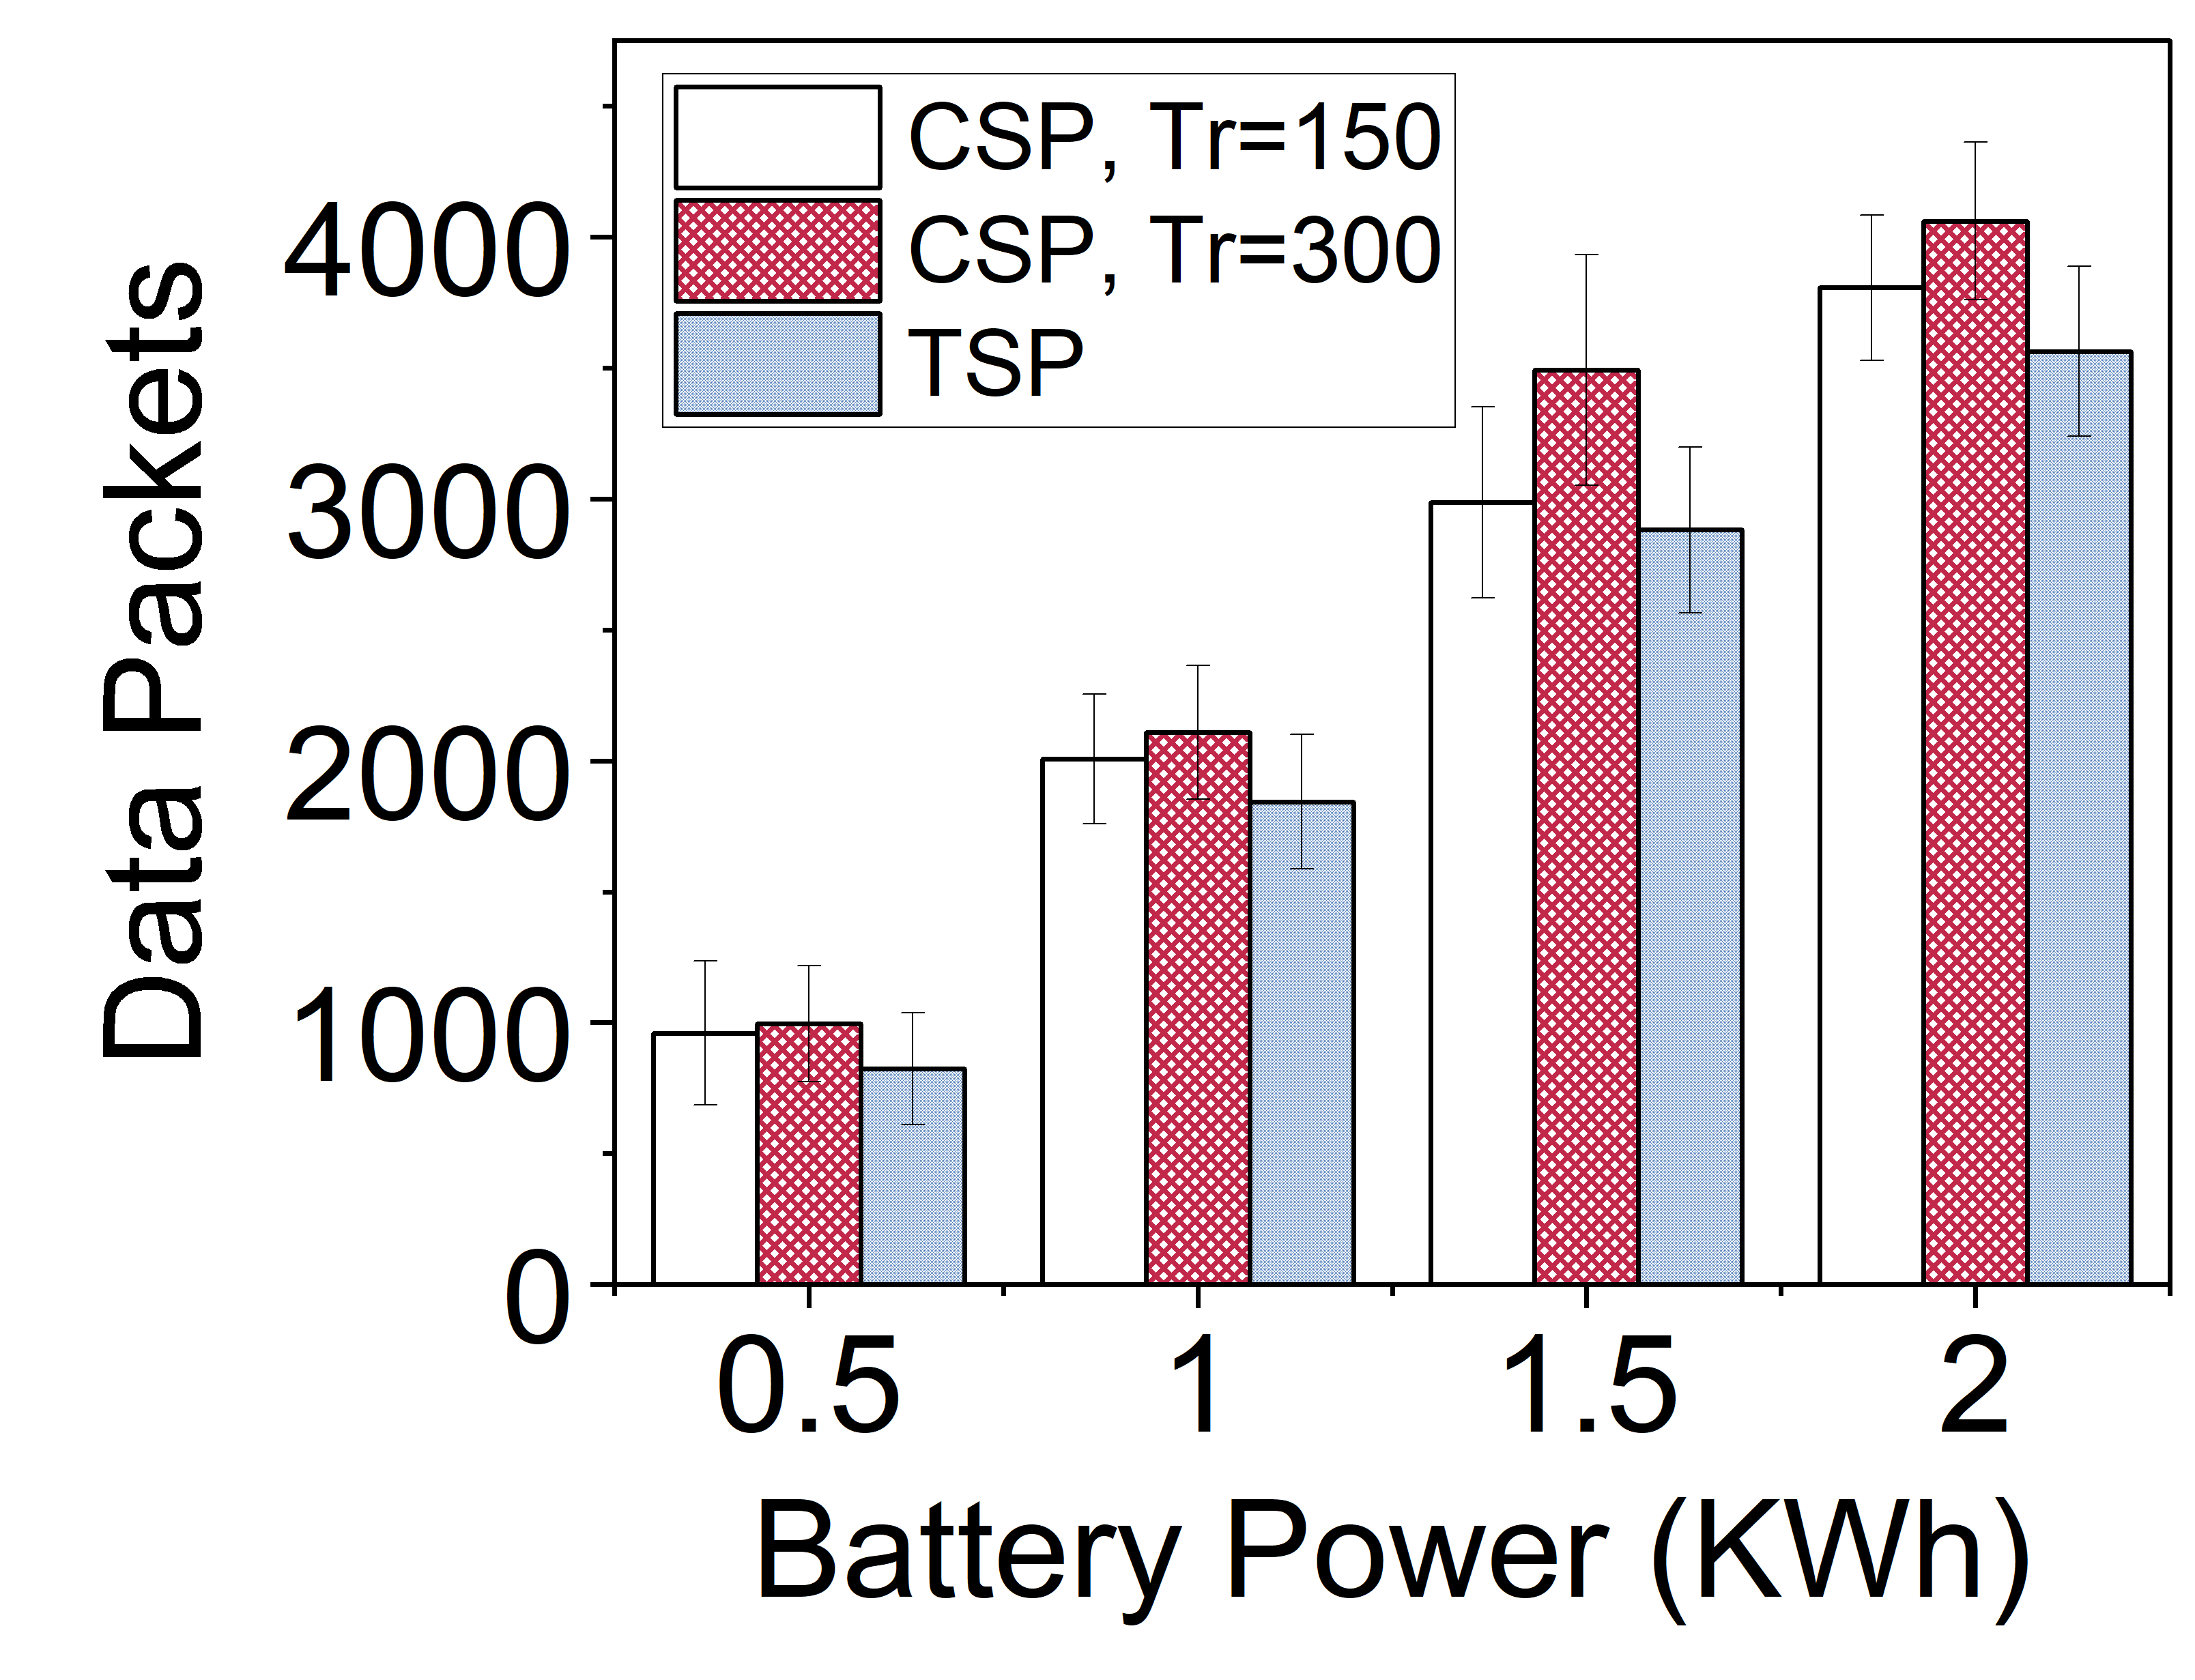 CSP, Tr=150
CSP, Tr=300
TSP
Data Packets
4000
3000
2000
1000
0
0.5 1 1.5 2
Battery Power (KWh)